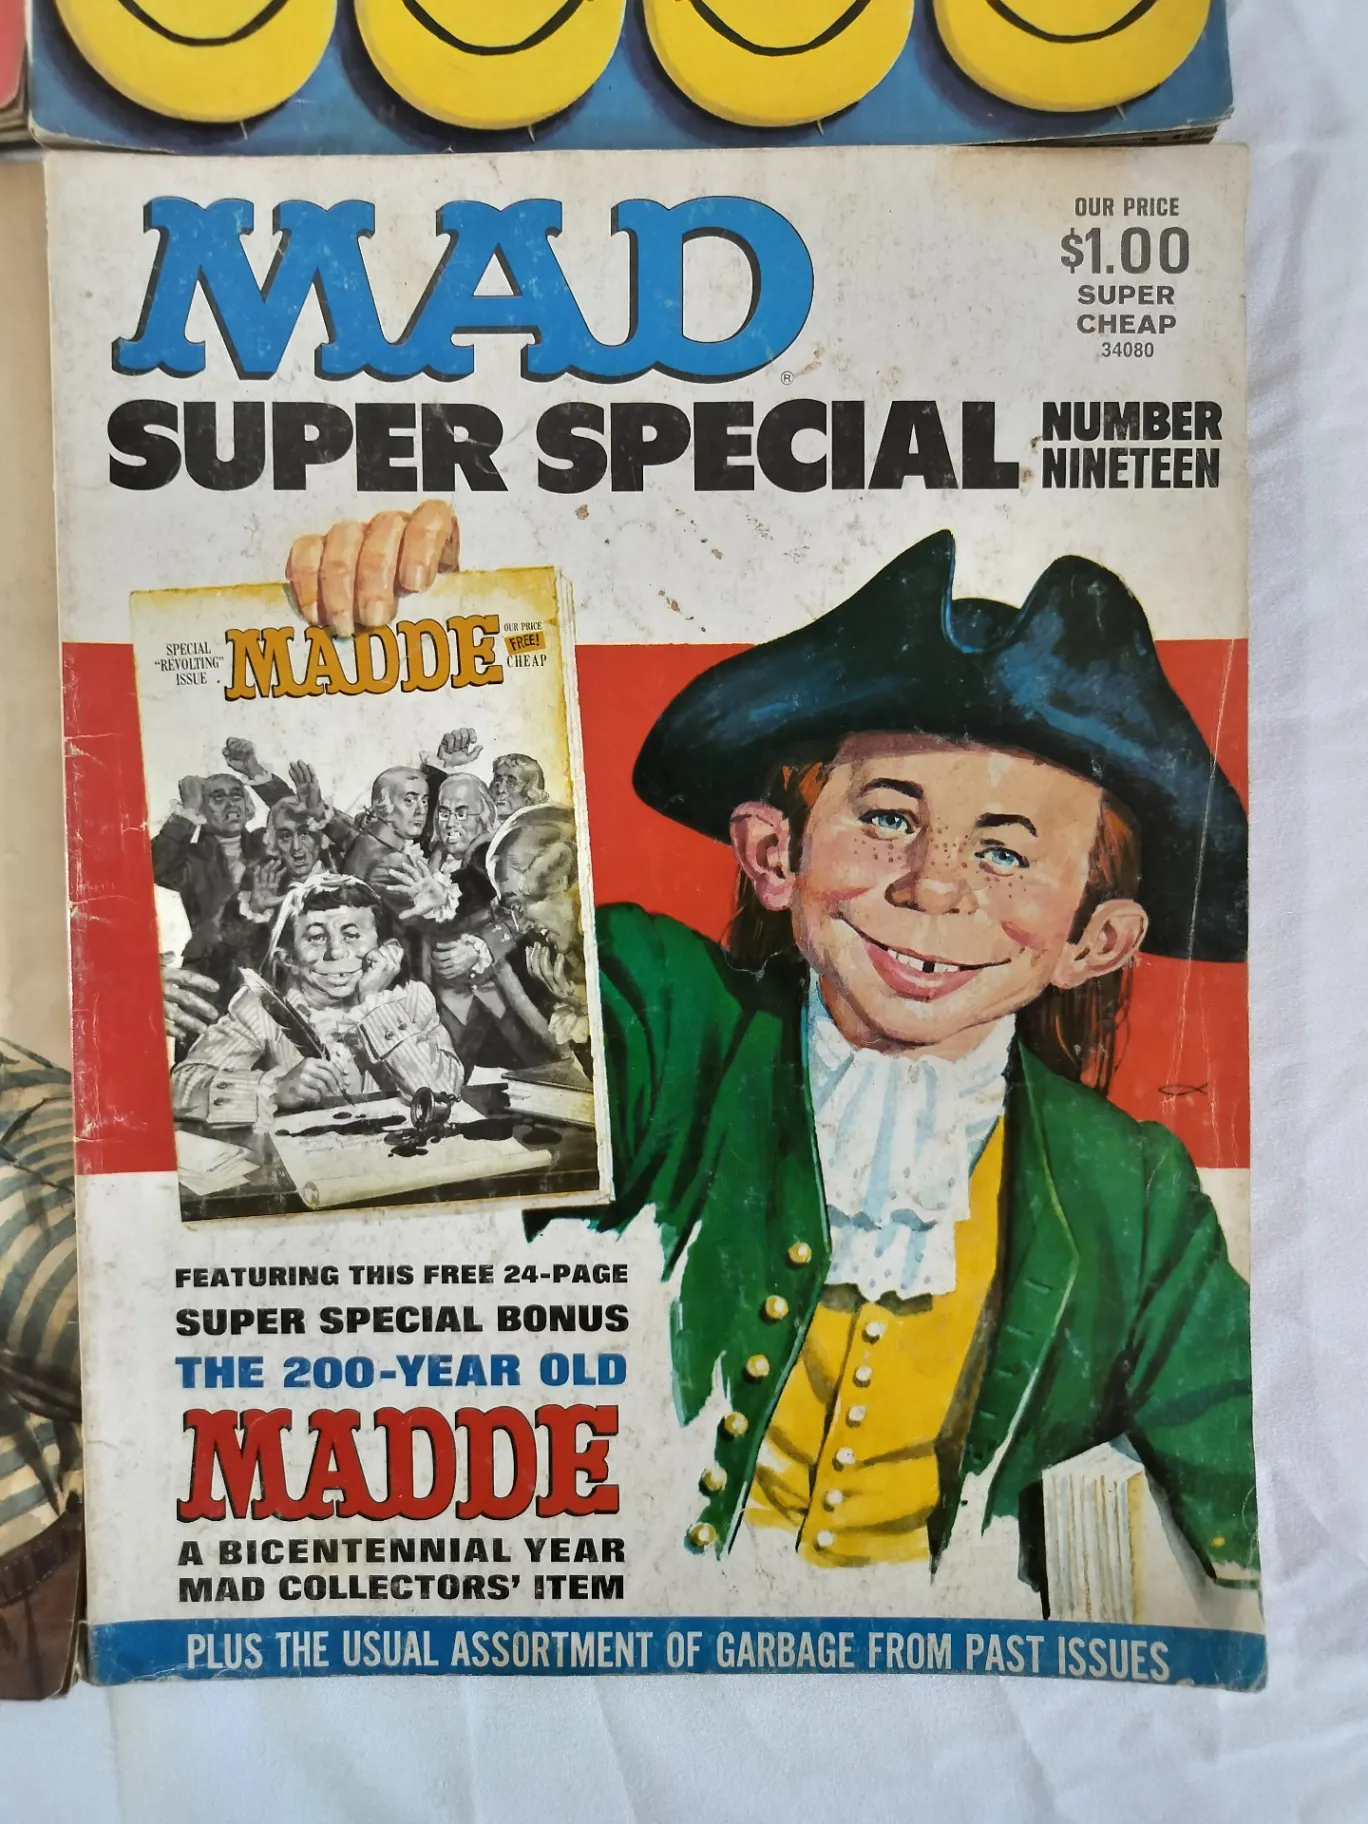 MAD
®
OUR PRICE
$1.00
SUPER
CHEAP
34080
SUPER SPECIAL
NUMBER
NINETEEN
SPECIAL
"REVOLTING"
ISSUE
MADDE
OUR PRICE
FREE!
CHEAP
FEATURING THIS FREE 24-PAGE
SUPER SPECIAL BONUS
THE 200-YEAR OLD
MADDE
A BICENTENNIAL YEAR
MAD COLLECTORS' ITEM
PLUS THE USUAL ASSORTMENT OF GARBAGE FROM PAST ISSUES